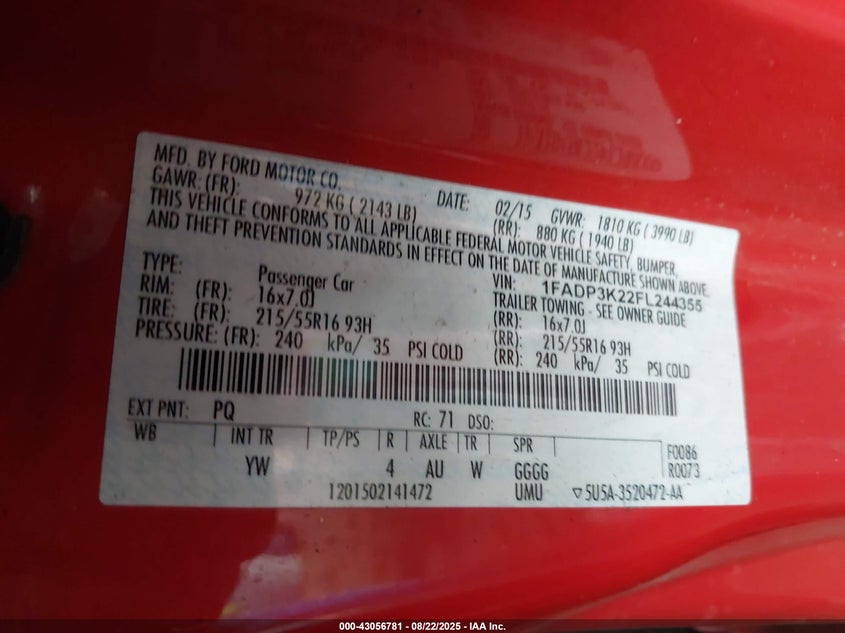 MFD. BY FORD MOTOR CO.
DATE: 02/15 GVWR: 1810 KG ( 3990 LB)
GAWR: (FR): 972 KG ( 2143 LB) (RR): 880 KG ( 1940 LB)
THIS VEHICLE CONFORMS TO ALL APPLICABLE FEDERAL MOTOR VEHICLE SAFETY, BUMPER,
AND THEFT PREVENTION STANDARDS IN EFFECT ON THE DATE OF MANUFACTURE SHOWN ABOVE.
VIN: 1FADP3K22FL244355
TYPE: Passenger Car TRAILER TOWING - SEE OWNER GUIDE
RIM: (FR): 16x7.0J (RR): 16x7.0J
TIRE: (FR): 215/55R16 93H (RR): 215/55R16 93H
PRESSURE: (FR): 240 kPa/ 35 PSI COLD (RR): 240 kPa/ 35 PSI COLD
EXT PNT: PQ RC: 71 DSO:
WB INT TR TP/PS R AXLE TR SPR F0086
YW 4 AU W GGGG R0073
1201502141472 UMU ▽5U5A-3520472-AA
000-43056781 - 08/22/2025 - IAA Inc.